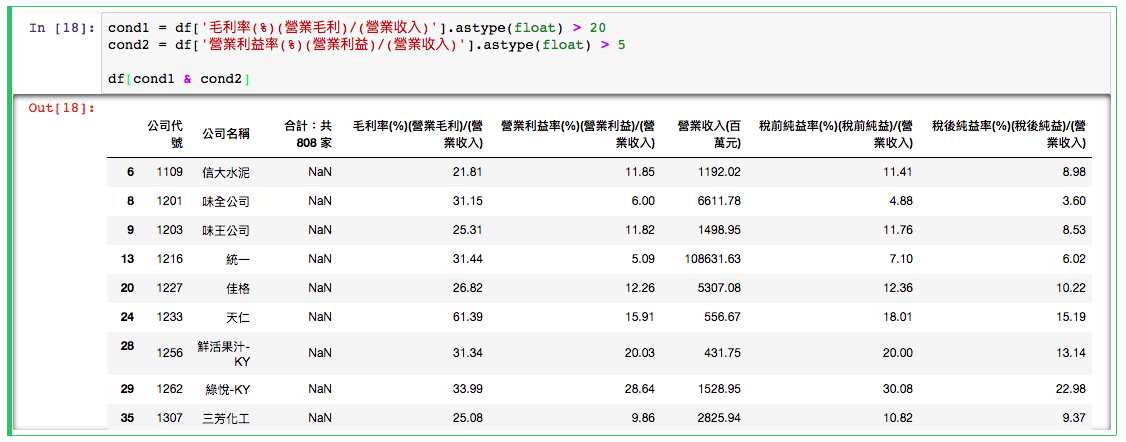 In [18]: cond1 = df['毛利率(%)(營業毛利)/(營業收入)'].astype(float) > 20
cond2 = df['營業利益率(%)(營業利益)/(營業收入)'].astype(float) > 5
df[cond1 & cond2]
Out[18]:
公司代號 公司名稱 合計：共 808 家 毛利率(%)(營業毛利)/(營業收入) 營業利益率(%)(營業利益)/(營業收入) 營業收入(百萬元) 稅前純益率(%)(稅前純益)/(營業收入) 稅後純益率(%)(稅後純益)/(營業收入)
6 1109 信大水泥 NaN 21.81 11.85 1192.02 11.41 8.98
8 1201 味全公司 NaN 31.15 6.00 6611.78 4.88 3.60
9 1203 味王公司 NaN 25.31 11.82 1498.95 11.76 8.53
13 1216 統一 NaN 31.44 5.09 108631.63 7.10 6.02
20 1227 佳格 NaN 26.82 12.26 5307.08 12.36 10.22
24 1233 天仁 NaN 61.39 15.91 556.67 18.01 15.19
28 1256 鮮活果汁-KY NaN 31.34 20.03 431.75 20.00 13.14
29 1262 綠悅-KY NaN 33.99 28.64 1528.95 30.08 22.98
35 1307 三芳化工 NaN 25.08 9.86 2825.94 10.82 9.37